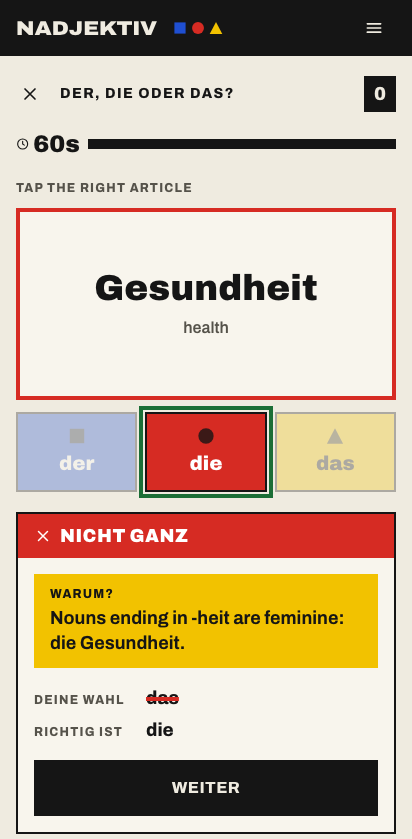 NADJEKTIV
DER, DIE ODER DAS?
0
60s
TAP THE RIGHT ARTICLE
Gesundheit
health
der
die
das
NICHT GANZ
WARUM?
Nouns ending in -heit are feminine:
die Gesundheit.
DEINE WAHL das
RICHTIG IST die
WEITER